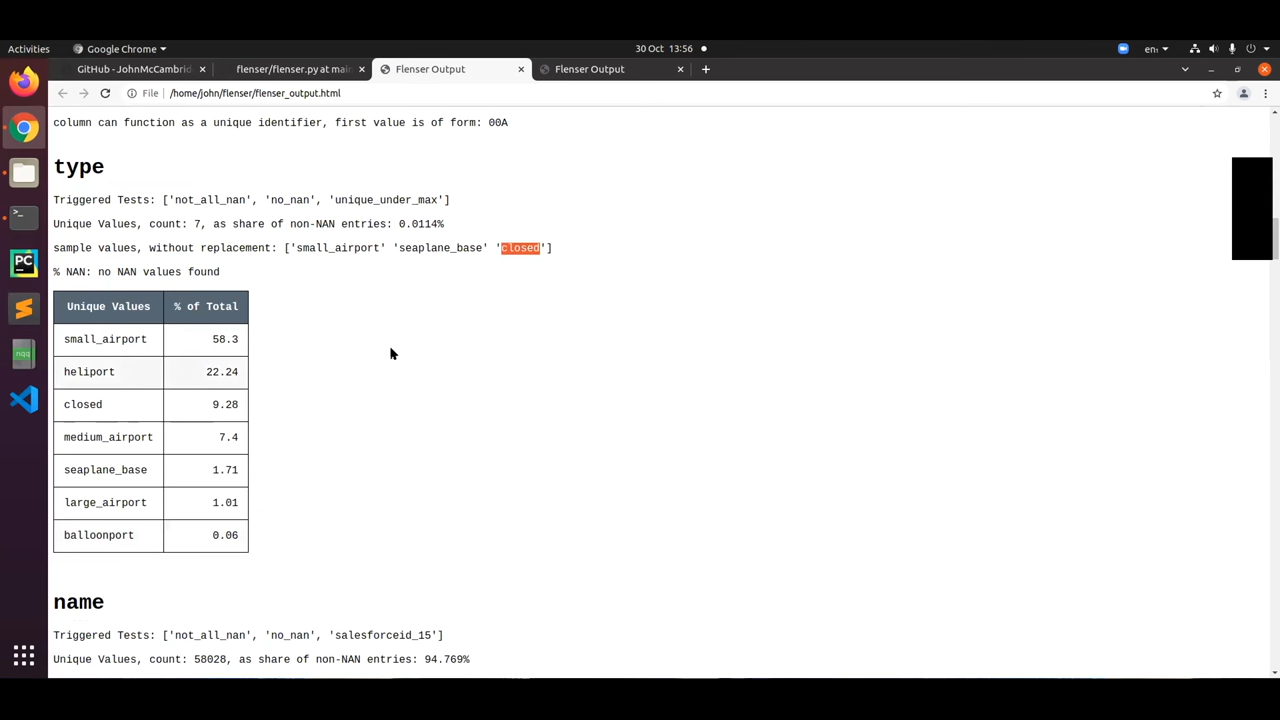 Activities
Google Chrome
30 Oct 13:56
en₁
GitHub - JohnMcCambrid
flenser/flenser.py at main
Flenser Output
Flenser Output
File
/home/john/flenser/flenser_output.html
column can function as a unique identifier, first value is of form: 00A
type
Triggered Tests: ['not_all_nan', 'no_nan', 'unique_under_max']
Unique Values, count: 7, as share of non-NAN entries: 0.0114%
sample values, without replacement: ['small_airport' 'seaplane_base' 'closed']
% NAN: no NAN values found
Unique Values % of Total
small_airport 58.3
heliport 22.24
closed 9.28
medium_airport 7.4
seaplane_base 1.71
large_airport 1.01
balloonport 0.06
name
Triggered Tests: ['not_all_nan', 'no_nan', 'salesforceid_15']
Unique Values, count: 58028, as share of non-NAN entries: 94.769%
PC
nqq